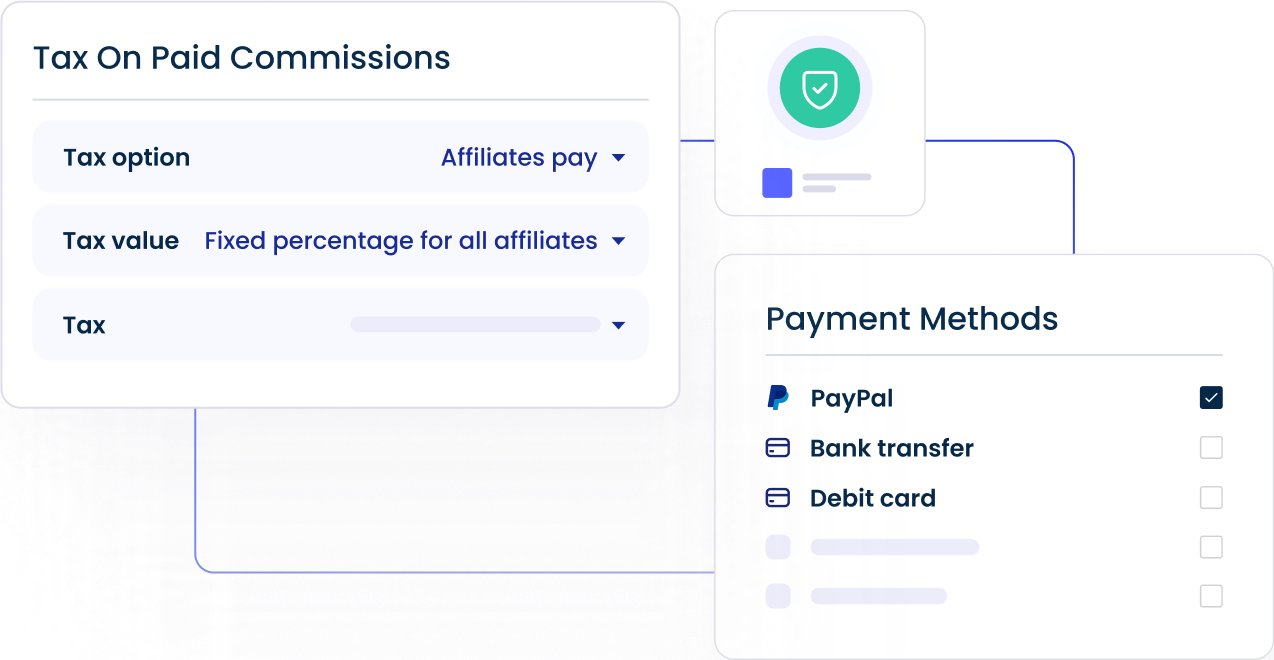 Tax On Paid Commissions
Tax option Affiliates pay
Tax value Fixed percentage for all affiliates
Tax
Payment Methods
PayPal
Bank transfer
Debit card